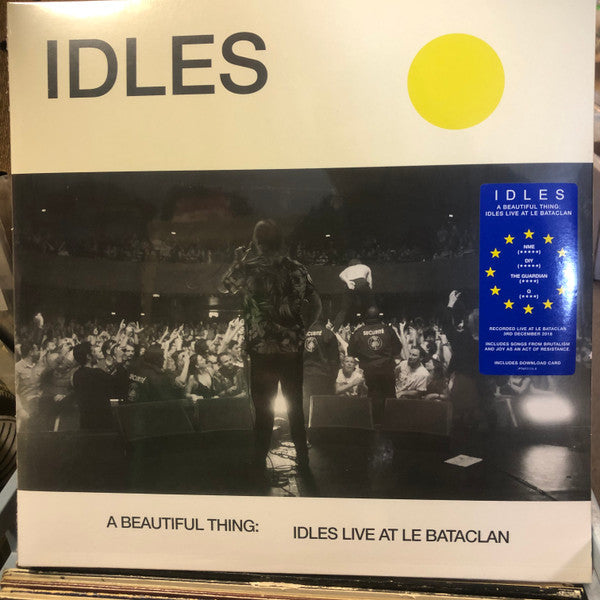 IDLES
IDLES
A BEAUTIFUL THING:
IDLES LIVE AT LE BATACLAN
NME
(*****)
DIY
(*****)
THE GUARDIAN
(****)
Q
(****)
RECORDED LIVE AT LE BATACLAN
3RD DECEMBER 2018
INCLUDES SONGS FROM BRUTALISM
AND JOY AS AN ACT OF RESISTANCE.
INCLUDES DOWNLOAD CARD
SECURITE
A BEAUTIFUL THING: IDLES LIVE AT LE BATACLAN